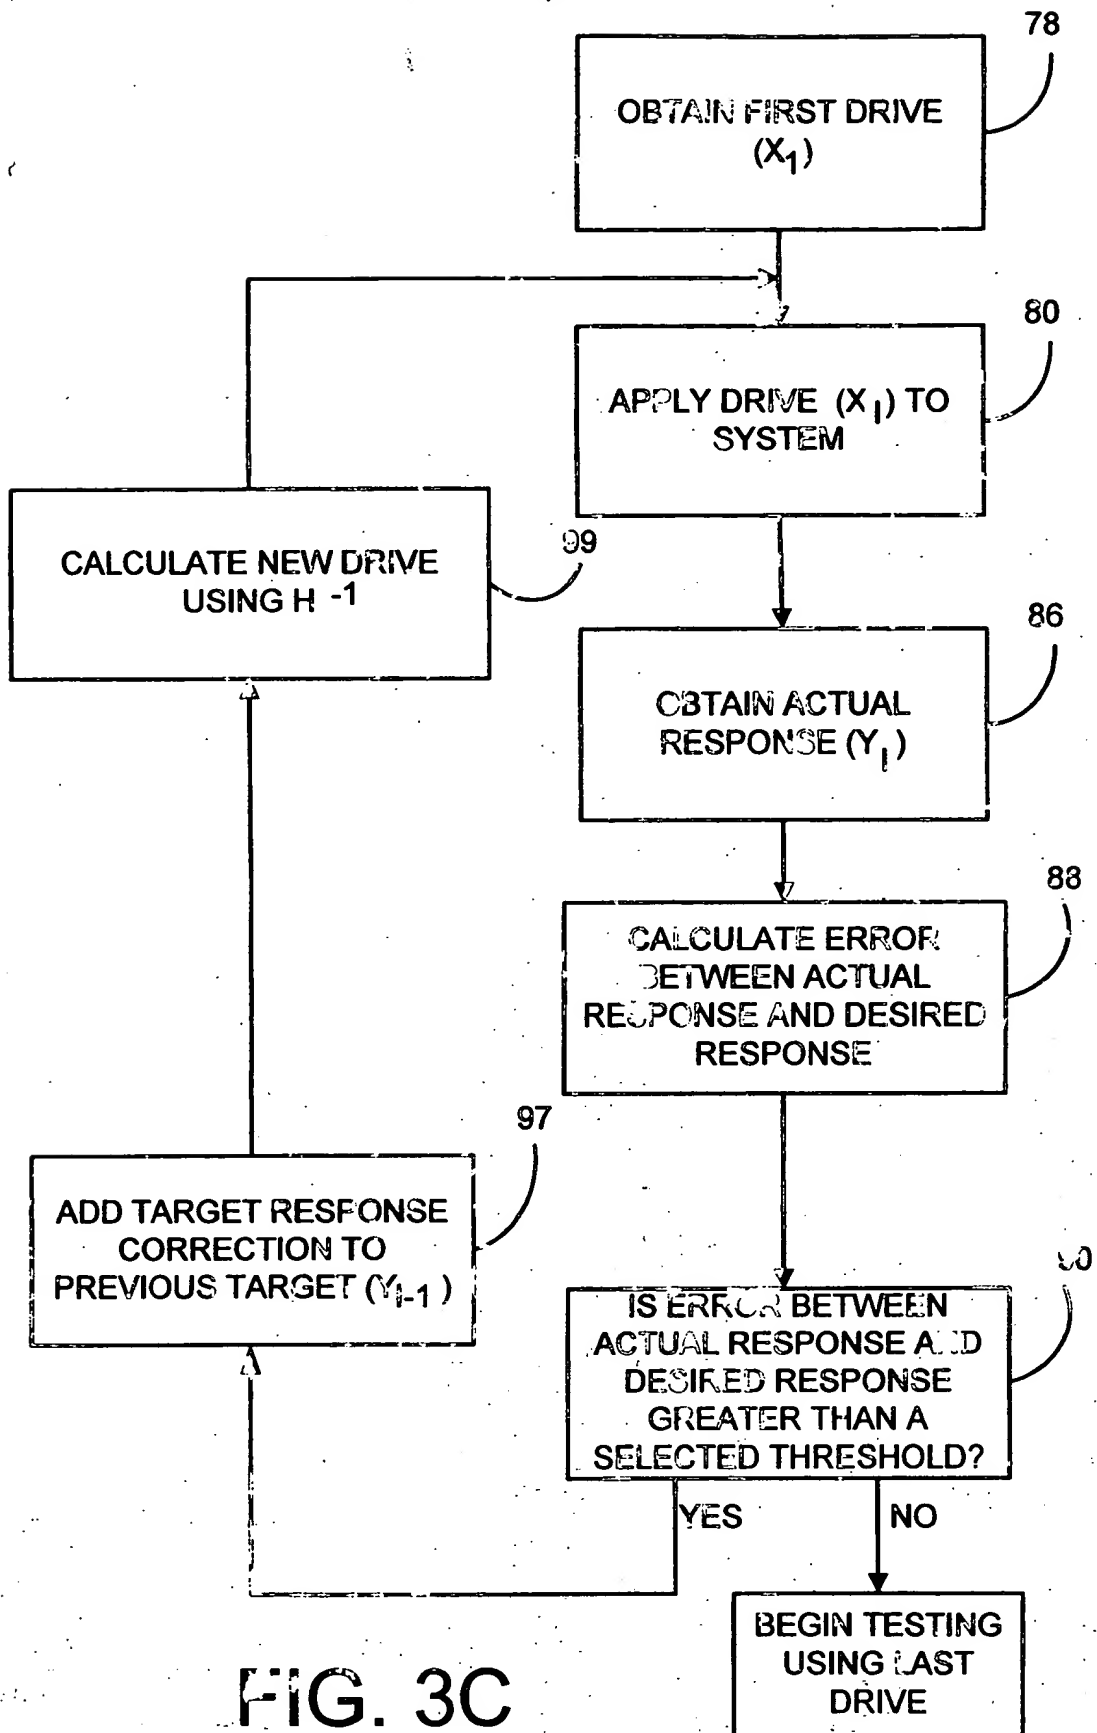 78
OBTAIN FIRST DRIVE
(X1)
80
APPLY DRIVE (XI) TO
SYSTEM
99
CALCULATE NEW DRIVE
USING H -1
86
OBTAIN ACTUAL
RESPONSE (YI)
88
CALCULATE ERROR
BETWEEN ACTUAL
RESPONSE AND DESIRED
RESPONSE
97
ADD TARGET RESPONSE
CORRECTION TO
PREVIOUS TARGET (YI-1)
90
IS ERROR BETWEEN
ACTUAL RESPONSE AND
DESIRED RESPONSE
GREATER THAN A
SELECTED THRESHOLD?
YES
NO
BEGIN TESTING
USING LAST
DRIVE
FIG. 3C